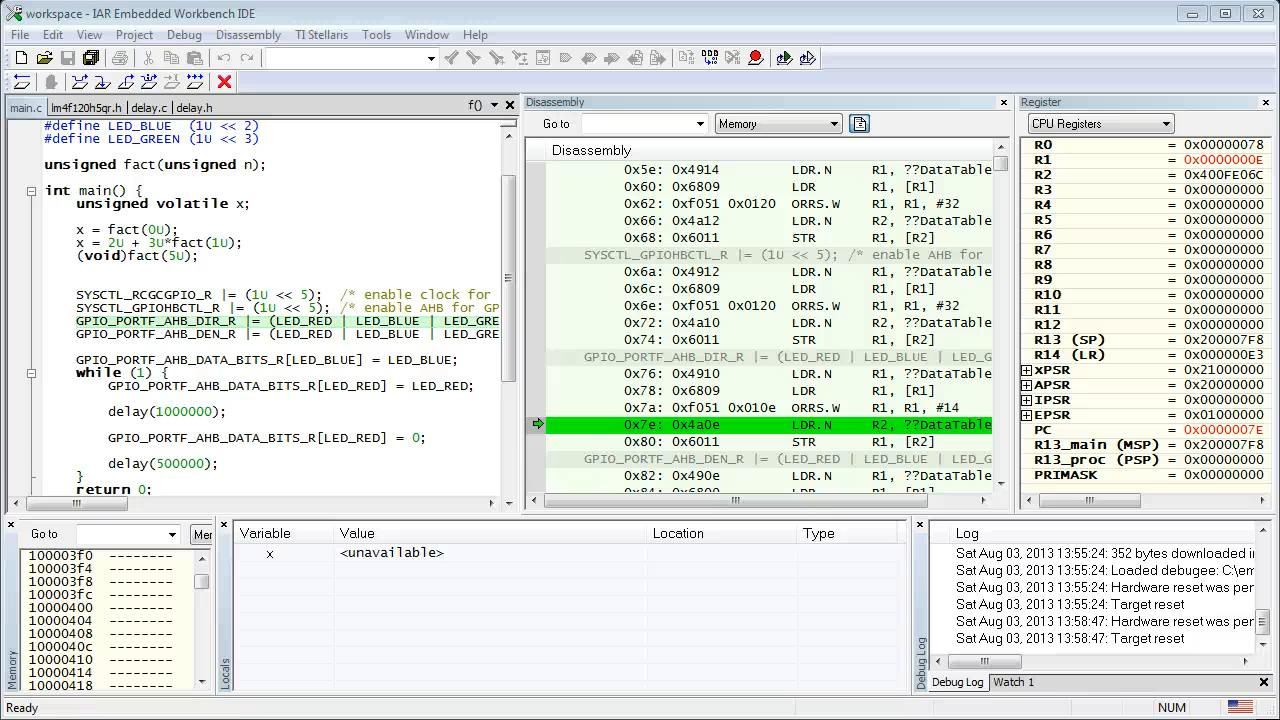 workspace - IAR Embedded Workbench IDE
File Edit View Project Debug Disassembly TI Stellaris Tools Window Help
main.c lm4f120h5qr.h delay.c delay.h f()
#define LED_BLUE (1U << 2)
#define LED_GREEN (1U << 3)
unsigned fact(unsigned n);
int main() {
unsigned volatile x;
x = fact(0U);
x = 2U + 3U*fact(1U);
(void)fact(5U);
SYSCTL_RCGCGPIO_R |= (1U << 5); /* enable clock for
SYSCTL_GPIOHBCTL_R |= (1U << 5); /* enable AHB for GP
GPIO_PORTF_AHB_DIR_R |= (LED_RED | LED_BLUE | LED_GRE
GPIO_PORTF_AHB_DEN_R |= (LED_RED | LED_BLUE | LED_GRE
GPIO_PORTF_AHB_DATA_BITS_R[LED_BLUE] = LED_BLUE;
while (1) {
GPIO_PORTF_AHB_DATA_BITS_R[LED_RED] = LED_RED;
delay(1000000);
GPIO_PORTF_AHB_DATA_BITS_R[LED_RED] = 0;
delay(500000);
}
return 0;
Disassembly
Go to Memory
Disassembly
0x5e: 0x4914 LDR.N R1, ??DataTable
0x60: 0x6809 LDR R1, [R1]
0x62: 0xf051 0x0120 ORRS.W R1, R1, #32
0x66: 0x4a12 LDR.N R2, ??DataTable
0x68: 0x6011 STR R1, [R2]
SYSCTL_GPIOHBCTL_R |= (1U << 5); /* enable AHB for
0x6a: 0x4912 LDR.N R1, ??DataTable
0x6c: 0x6809 LDR R1, [R1]
0x6e: 0xf051 0x0120 ORRS.W R1, R1, #32
0x72: 0x4a10 LDR.N R2, ??DataTable
0x74: 0x6011 STR R1, [R2]
GPIO_PORTF_AHB_DIR_R |= (LED_RED | LED_BLUE | LED_G
0x76: 0x4910 LDR.N R1, ??DataTable
0x78: 0x6809 LDR R1, [R1]
0x7a: 0xf051 0x010e ORRS.W R1, R1, #14
0x7e: 0x4a0e LDR.N R2, ??DataTable
0x80: 0x6011 STR R1, [R2]
GPIO_PORTF_AHB_DEN_R |= (LED_RED | LED_BLUE | LED_G
0x82: 0x490e LDR.N R1, ??DataTable
0x84: 0x6809 LDR R1, [R1]
Register
CPU Registers
R0 = 0x00000078
R1 = 0x0000000E
R2 = 0x400FE06C
R3 = 0x00000000
R4 = 0x00000000
R5 = 0x00000000
R6 = 0x00000000
R7 = 0x00000000
R8 = 0x00000000
R9 = 0x00000000
R10 = 0x00000000
R11 = 0x00000000
R12 = 0x00000000
R13 (SP) = 0x200007F8
R14 (LR) = 0x000000E3
xPSR = 0x21000000
APSR = 0x20000000
IPSR = 0x00000000
EPSR = 0x01000000
PC = 0x0000007E
R13_main (MSP) = 0x200007F8
R13_proc (PSP) = 0x00000000
PRIMASK = 0x00000000
Go to Mer
100003f0 --------
100003f4 --------
100003f8 --------
100003fc --------
10000400 --------
10000404 --------
10000408 --------
1000040c --------
10000410 --------
10000414 --------
10000418 --------
Memory
Variable Value Location Type
x <unavailable>
Locals
Log
Sat Aug 03, 2013 13:55:24: 352 bytes downloaded in
Sat Aug 03, 2013 13:55:24: Loaded debugee: C:\em
Sat Aug 03, 2013 13:55:24: Hardware reset was per
Sat Aug 03, 2013 13:55:24: Target reset
Sat Aug 03, 2013 13:58:47: Hardware reset was per
Sat Aug 03, 2013 13:58:47: Target reset
Debug Log
Debug Log Watch 1
Ready NUM